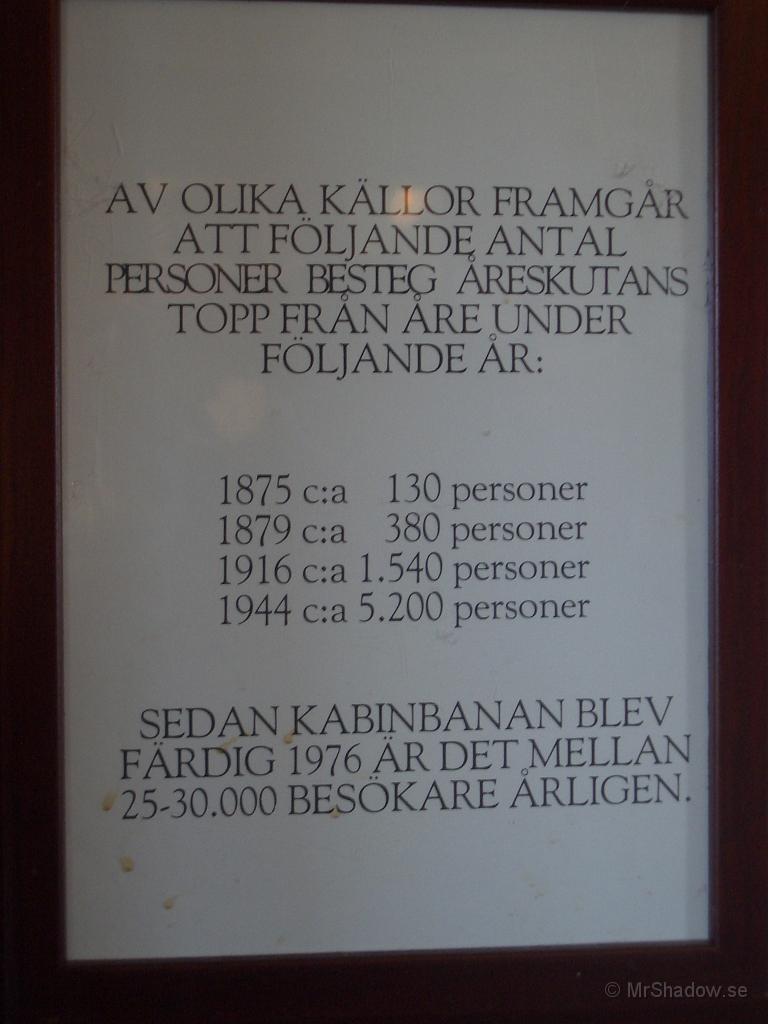 AV OLIKA KÄLLOR FRAMGÅR
ATT FÖLJANDE ANTAL
PERSONER BESTEG ÅRESKUTANS
TOPP FRÅN ÅRE UNDER
FÖLJANDE ÅR:
1875 c:a 130 personer
1879 c:a 380 personer
1916 c:a 1.540 personer
1944 c:a 5.200 personer
SEDAN KABINBANAN BLEV
FÄRDIG 1976 ÄR DET MELLAN
25-30.000 BESÖKARE ÅRLIGEN.
© MrShadow.se